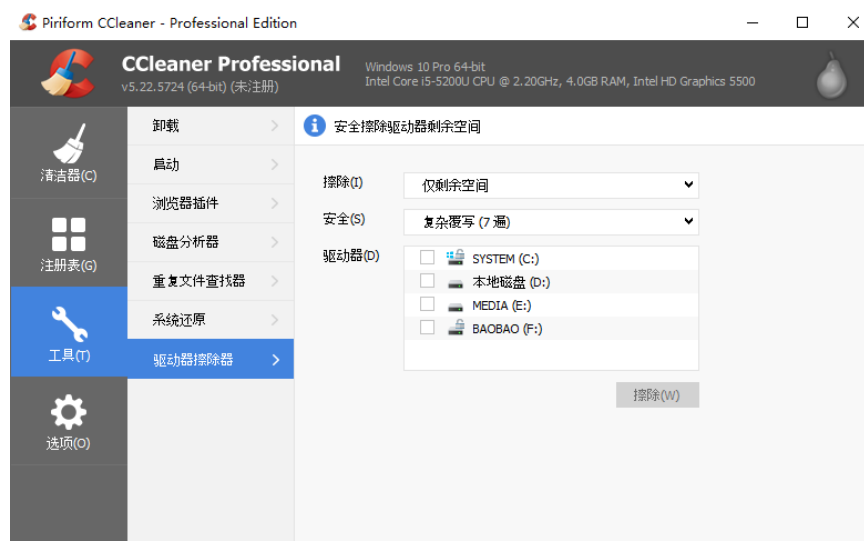 Piriform CCleaner - Professional Edition
CCleaner Professional
v5.22.5724 (64-bit) (未注册)
Windows 10 Pro 64-bit
Intel Core i5-5200U CPU @ 2.20GHz, 4.0GB RAM, Intel HD Graphics 5500
清洁器(C)
注册表(G)
工具(T)
选项(O)
卸载
启动
浏览器插件
磁盘分析器
重复文件查找器
系统还原
驱动器擦除器
安全擦除驱动器剩余空间
擦除(I)
仅剩余空间
安全(S)
复杂覆写 (7 遍)
驱动器(D)
SYSTEM (C:)
本地磁盘 (D:)
MEDIA (E:)
BAOBAO (F:)
擦除(W)